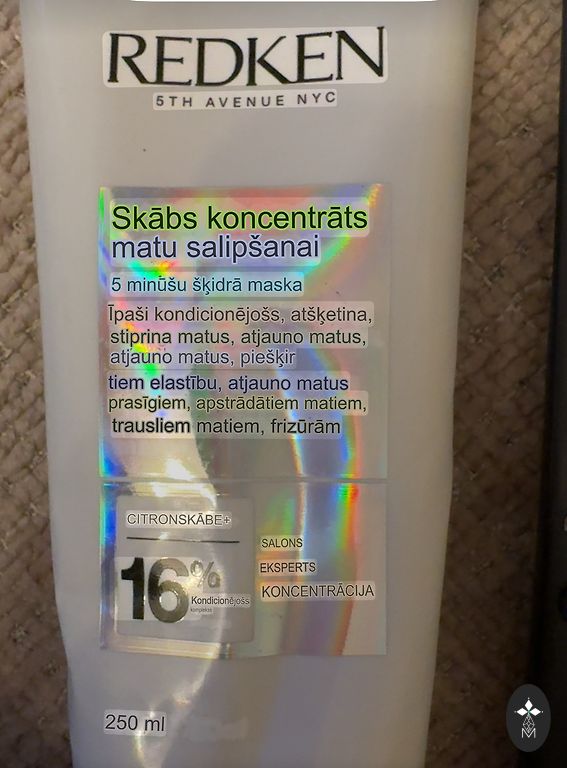 REDKEN
5TH AVENUE NYC
Skābs koncentrāts
matu salipšanai
5 minūšu šķidrā maska
Īpaši kondicionējošs, atšķetina,
stiprina matus, atjauno matus,
atjauno matus, piešķir
tiem elastību, atjauno matus
prasīgiem, apstrādātiem matiem,
trausliem matiem, frizūrām
CITRONSKĀBE+
16%
Kondicionējošs
komplekss
SALONS
EKSPERTS
KONCENTRĀCIJA
250 ml
M